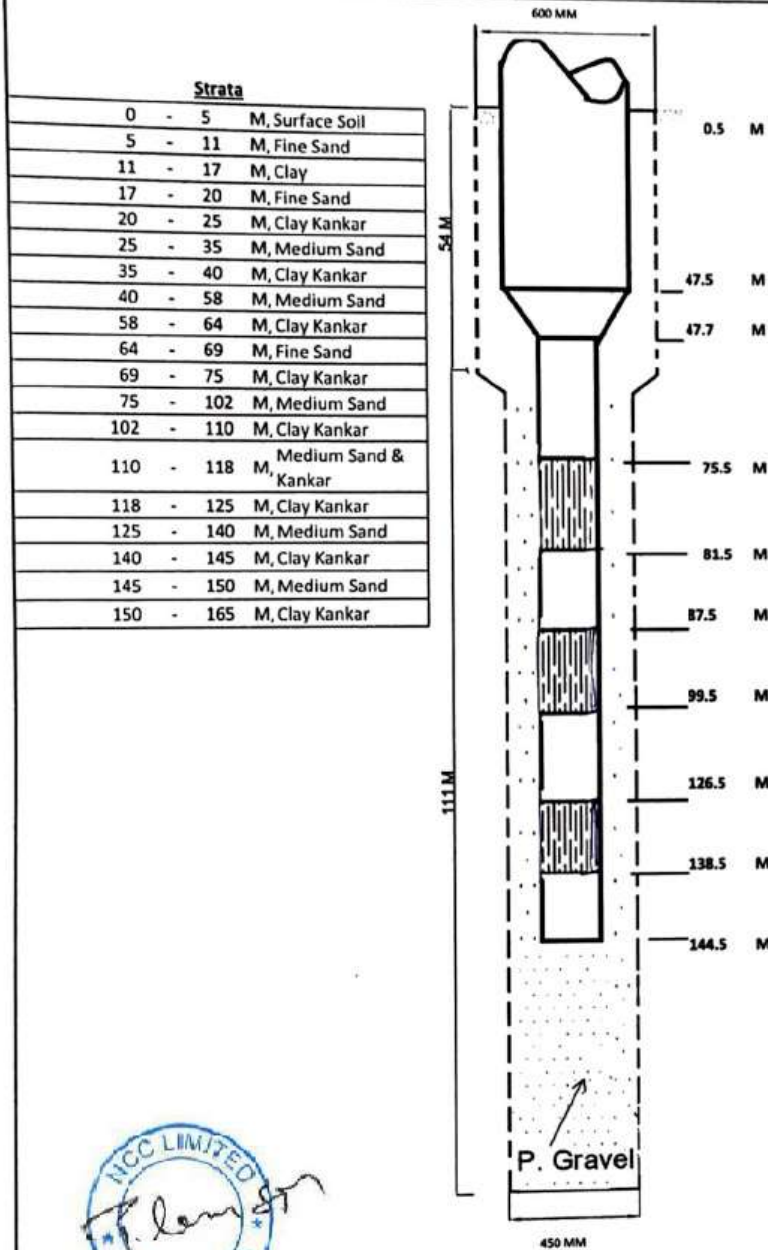 600 MM
Strata
0 - 5 M, Surface Soil
5 - 11 M, Fine Sand
11 - 17 M, Clay
17 - 20 M, Fine Sand
20 - 25 M, Clay Kankar
25 - 35 M, Medium Sand
35 - 40 M, Clay Kankar
40 - 58 M, Medium Sand
58 - 64 M, Clay Kankar
64 - 69 M, Fine Sand
69 - 75 M, Clay Kankar
75 - 102 M, Medium Sand
102 - 110 M, Clay Kankar
110 - 118 M, Medium Sand &
Kankar
118 - 125 M, Clay Kankar
125 - 140 M, Medium Sand
140 - 145 M, Clay Kankar
145 - 150 M, Medium Sand
150 - 165 M, Clay Kankar
54 M
111 M
0.5 M
47.5 M
47.7 M
75.5 M
81.5 M
87.5 M
99.5 M
126.5 M
138.5 M
144.5 M
P. Gravel
450 MM
NCC LIMITED